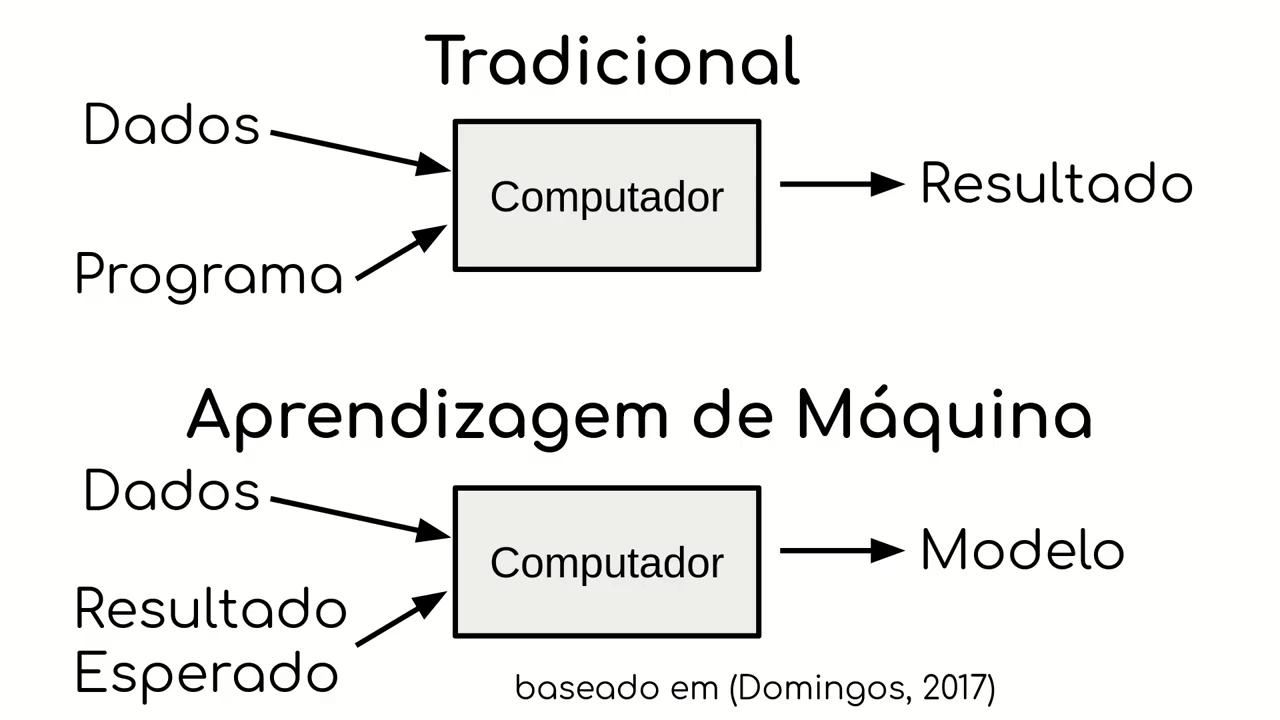 Tradicional
Dados
Computador
Resultado
Programa
Aprendizagem de Máquina
Dados
Computador
Modelo
Resultado
Esperado
baseado em (Domingos, 2017)